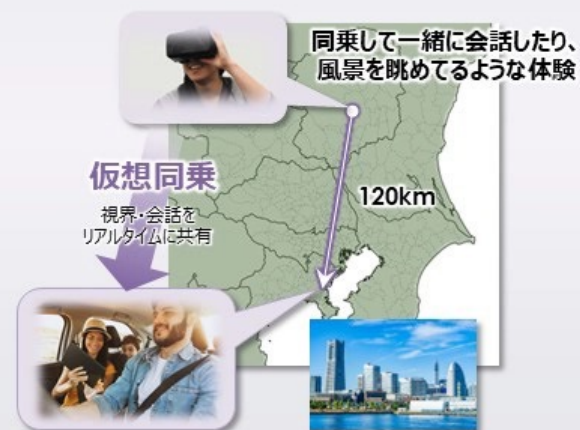 同乗して一緒に会話したり、
風景を眺めてるような体験
仮想同乗
視界・会話を
リアルタイムに共有
120km